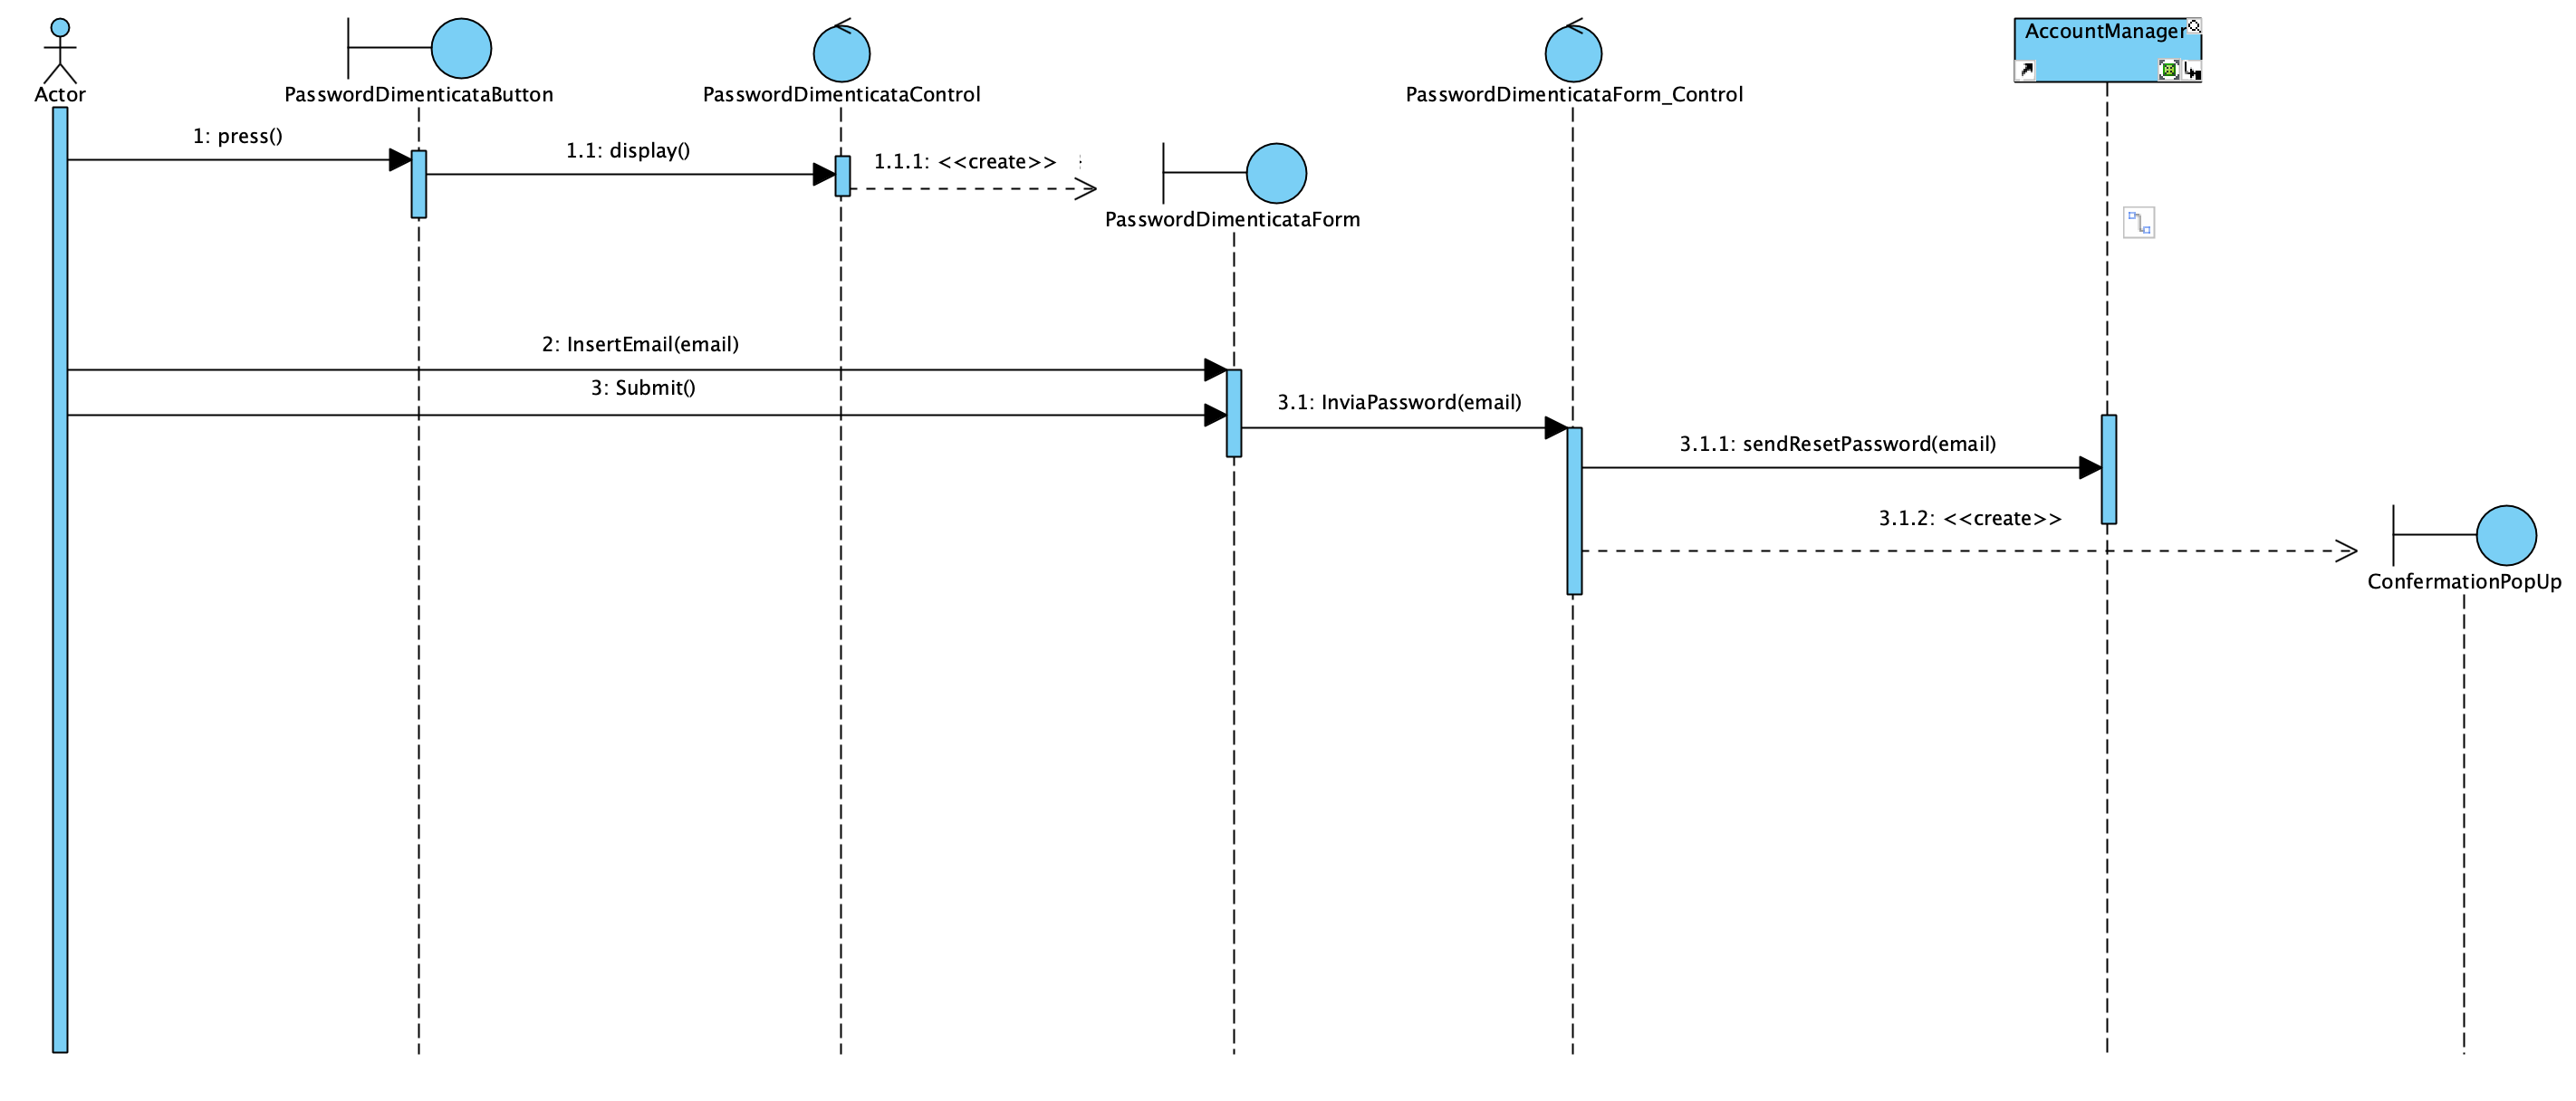 Actor
PasswordDimenticataButton
PasswordDimenticataControl
PasswordDimenticataForm_Control
AccountManager
1: press()
1.1: display()
1.1.1: <<create>>
PasswordDimenticataForm
2: InsertEmail(email)
3: Submit()
3.1: InviaPassword(email)
3.1.1: sendResetPassword(email)
3.1.2: <<create>>
ConfermationPopUp